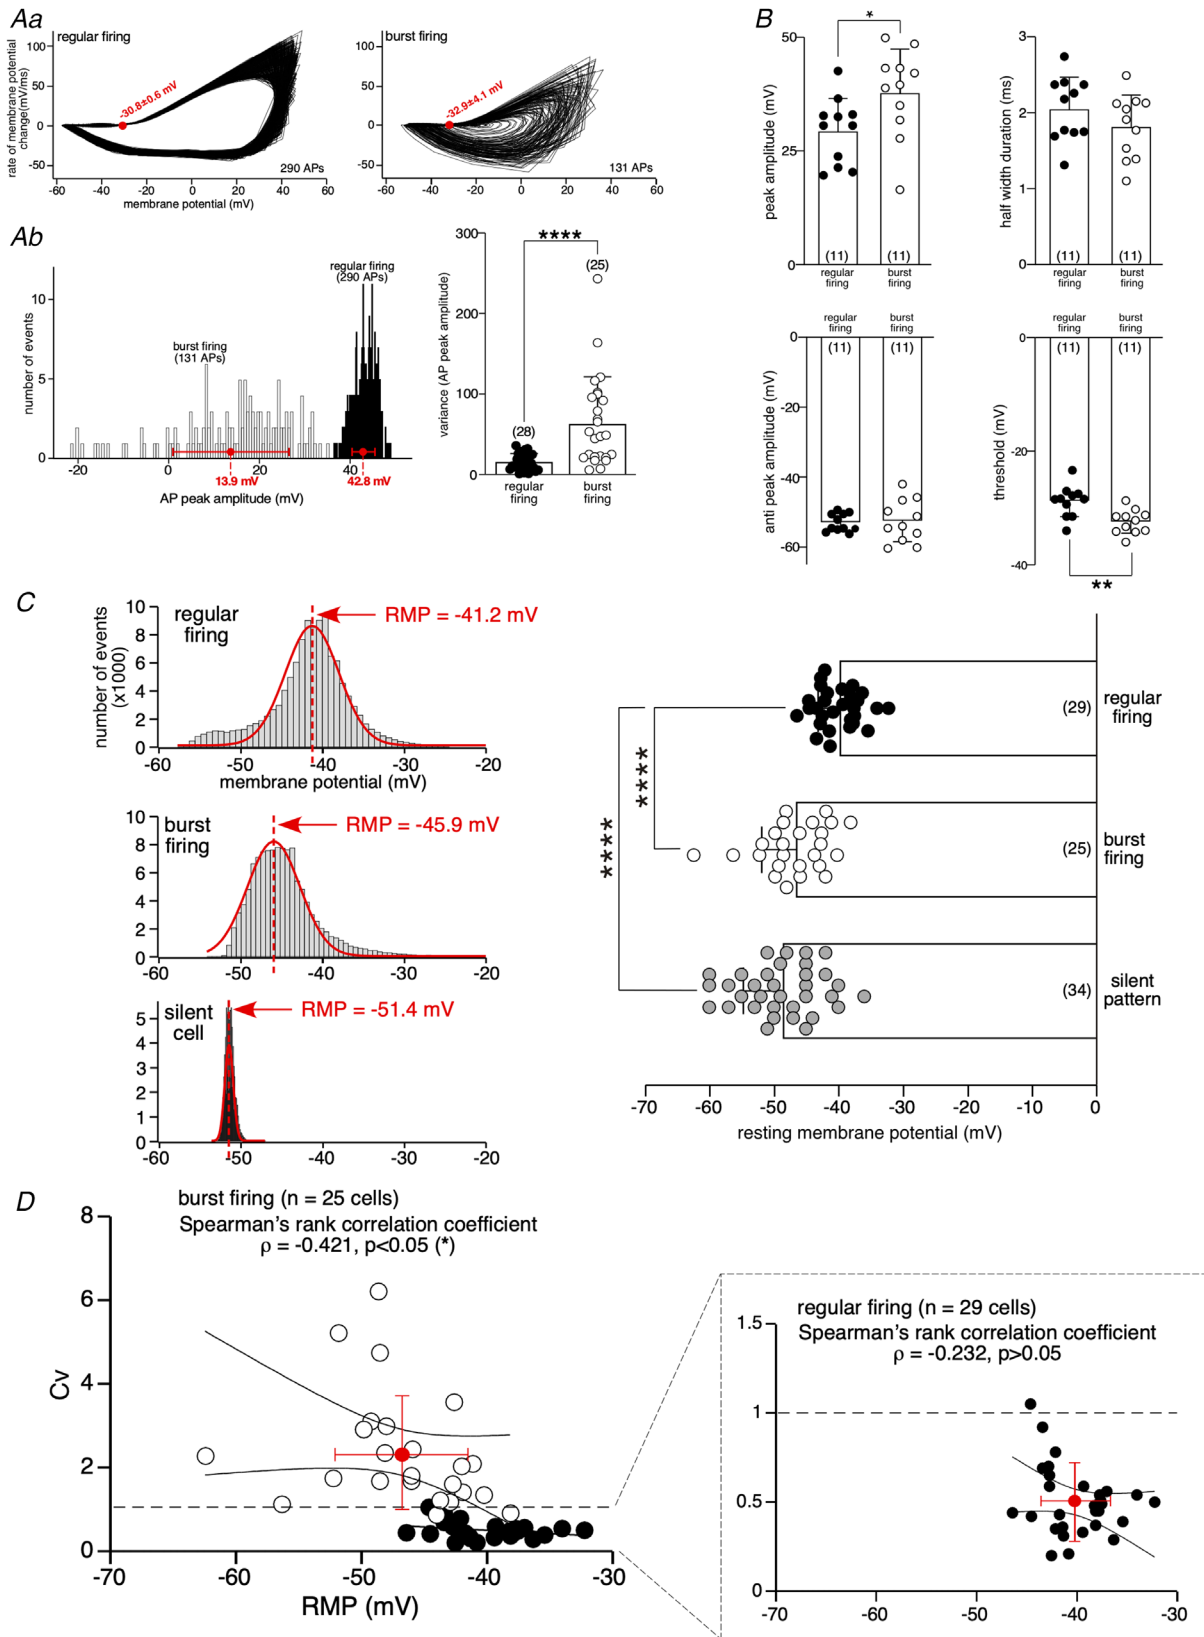 Aa
regular firing
burst firing
rate of membrane potential
change(mV/ms)
100
50
0
-50
-30.8±0.6 mV
290 APs
-60 -40 -20 0 20 40 60
membrane potential (mV)
100
50
0
-50
-32.9±4.1 mV
131 APs
-60 -40 -20 0 20 40 60
Ab
number of events
10
5
0
regular firing
(290 APs)
burst firing
(131 APs)
-20 0 20 40
13.9 mV
42.8 mV
AP peak amplitude (mV)
variance (AP peak amplitude)
300
200
100
0
****
(25)
(28)
regular
firing
burst
firing
B
peak amplitude (mV)
50
25
0
*
(11)
(11)
regular
firing
burst
firing
half width duration (ms)
3
2
1
0
(11)
(11)
regular
firing
burst
firing
anti peak amplitude (mV)
0
-20
-40
-60
regular
firing
burst
firing
(11)
(11)
threshold (mV)
0
-20
-40
regular
firing
burst
firing
(11)
(11)
**
C
number of events
(x1000)
10
8
6
4
2
0
regular
firing
RMP = -41.2 mV
-60 -50 -40 -30 -20
membrane potential (mV)
10
8
6
4
2
0
burst
firing
RMP = -45.9 mV
-60 -50 -40 -30 -20
5
4
3
2
1
0
silent
cell
RMP = -51.4 mV
-60 -50 -40 -30 -20
****
****
(29)
regular
firing
(25)
burst
firing
(34)
silent
pattern
-70 -60 -50 -40 -30 -20 -10 0
resting membrane potential (mV)
D
burst firing (n = 25 cells)
Spearman's rank correlation coefficient
ρ = -0.421, p<0.05 (*)
Cv
8
6
4
2
0
-70 -60 -50 -40 -30
RMP (mV)
regular firing (n = 29 cells)
Spearman's rank correlation coefficient
ρ = -0.232, p>0.05
1.5
1
0.5
0
-70 -60 -50 -40 -30